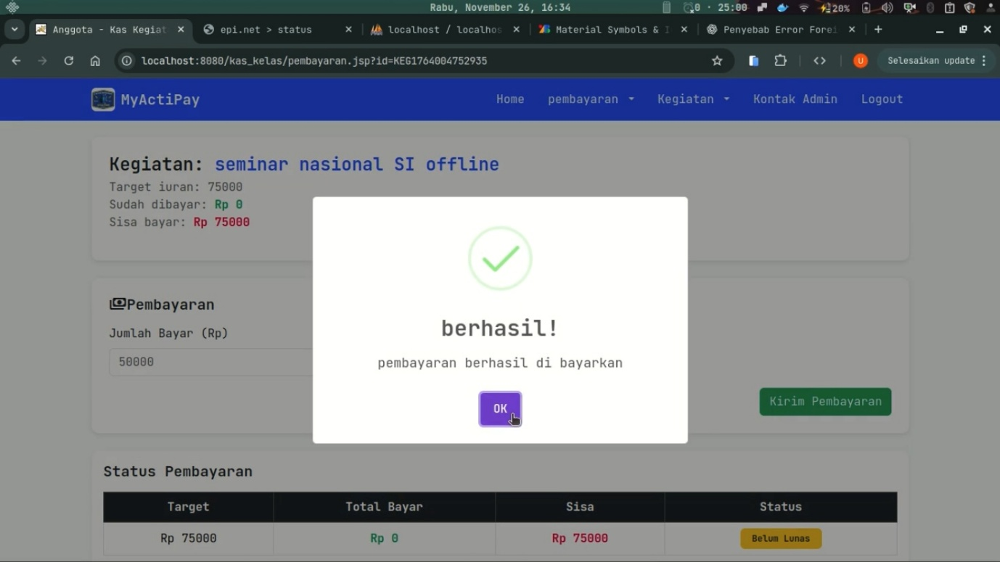 Rabu, November 26, 16:34
0 · 25:00
20%
Anggota - Kas Kegiat
epi.net > status
localhost / localhos
Material Symbols & I
Penyebab Error Forei
localhost:8080/kas_kelas/pembayaran.jsp?id=KEG1764004752935
U
Selesaikan update
MyActiPay
Home
pembayaran
Kegiatan
Kontak Admin
Logout
Kegiatan: seminar nasional SI offline
Target iuran: 75000
Sudah dibayar: Rp 0
Sisa bayar: Rp 75000
Pembayaran
Jumlah Bayar (Rp)
50000
berhasil!
pembayaran berhasil di bayarkan
OK
Kirim Pembayaran
Status Pembayaran
Target Total Bayar Sisa Status
Rp 75000 Rp 0 Rp 75000 Belum Lunas